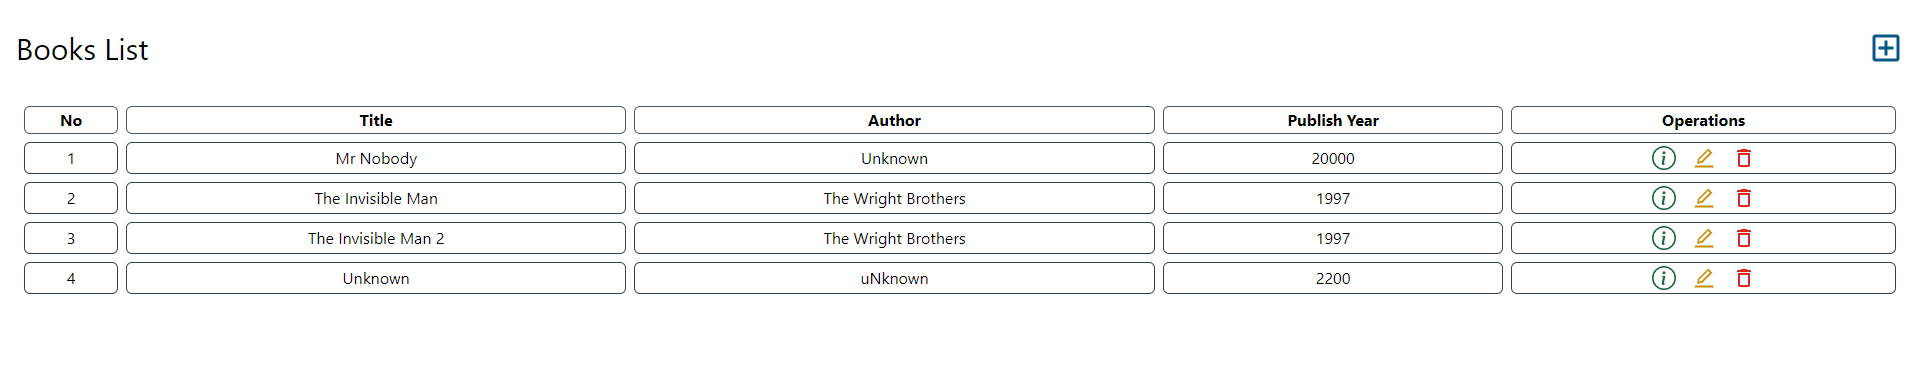 Books List
No Title Author Publish Year Operations
1 Mr Nobody Unknown 20000
2 The Invisible Man The Wright Brothers 1997
3 The Invisible Man 2 The Wright Brothers 1997
4 Unknown uNknown 2200